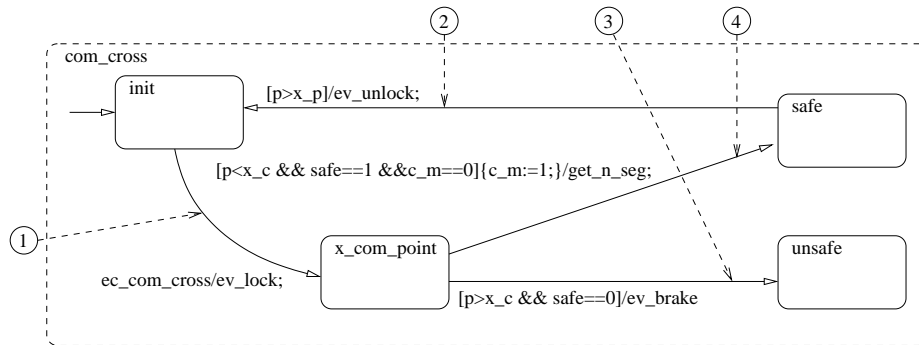 2
3
4
com_cross
init
[p>x_p]/ev_unlock;
safe
[p<x_c && safe==1 &&c_m==0]{c_m:=1;}/get_n_seg;
1
x_com_point
unsafe
ec_com_cross/ev_lock;
[p>x_c && safe==0]/ev_brake